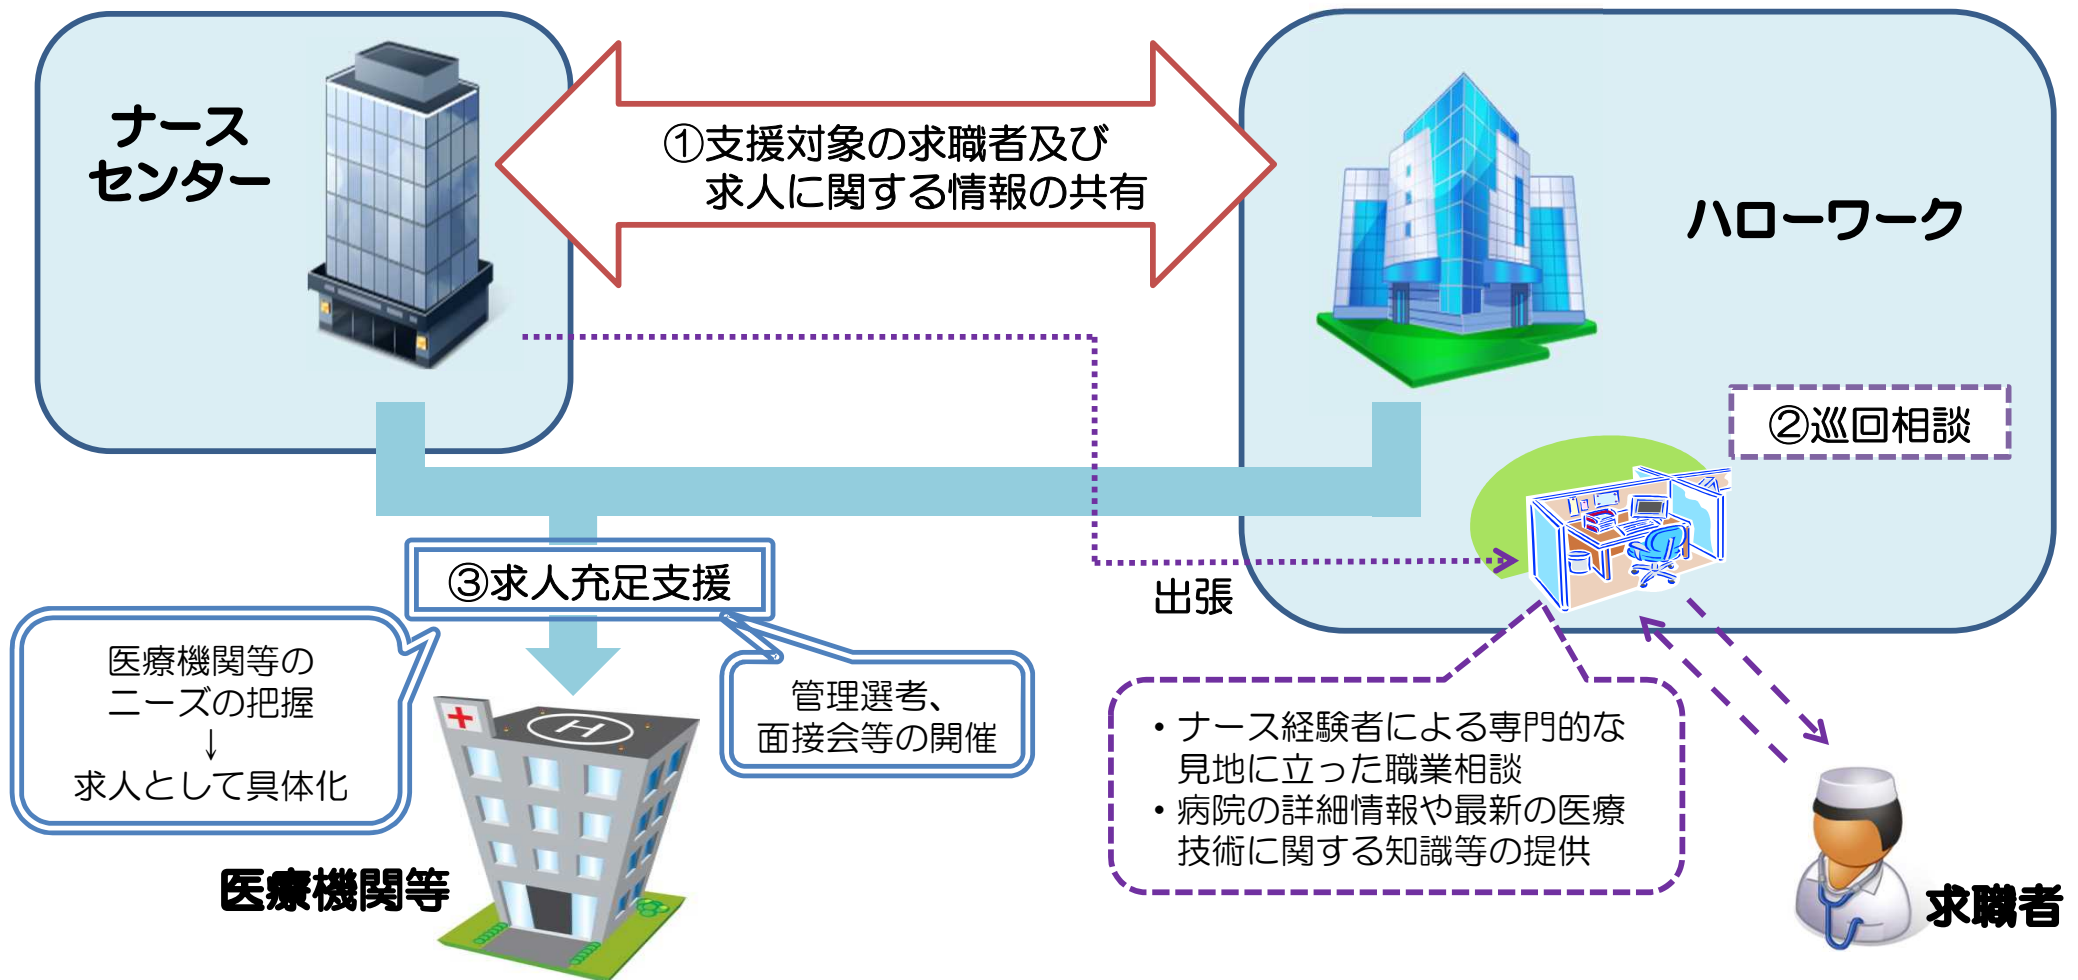 ナース
センター
①支援対象の求職者及び
求人に関する情報の共有
ハローワーク
②巡回相談
出張
③求人充足支援
医療機関等の
ニーズの把握
↓
求人として具体化
管理選考、
面接会等の開催
・ナース経験者による専門的な
見地に立った職業相談
・病院の詳細情報や最新の医療
技術に関する知識等の提供
H
医療機関等
求職者